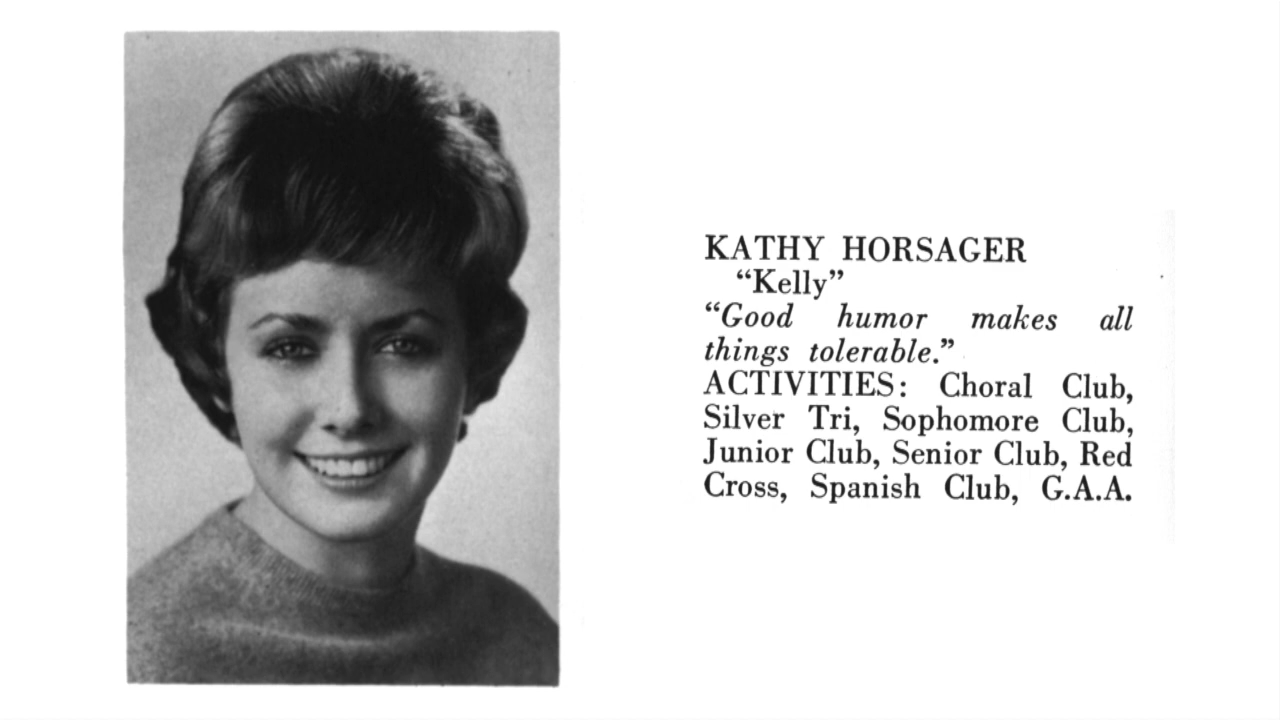 KATHY HORSAGER
“Kelly”
“Good humor makes all
things tolerable.”
ACTIVITIES: Choral Club,
Silver Tri, Sophomore Club,
Junior Club, Senior Club, Red
Cross, Spanish Club, G.A.A.